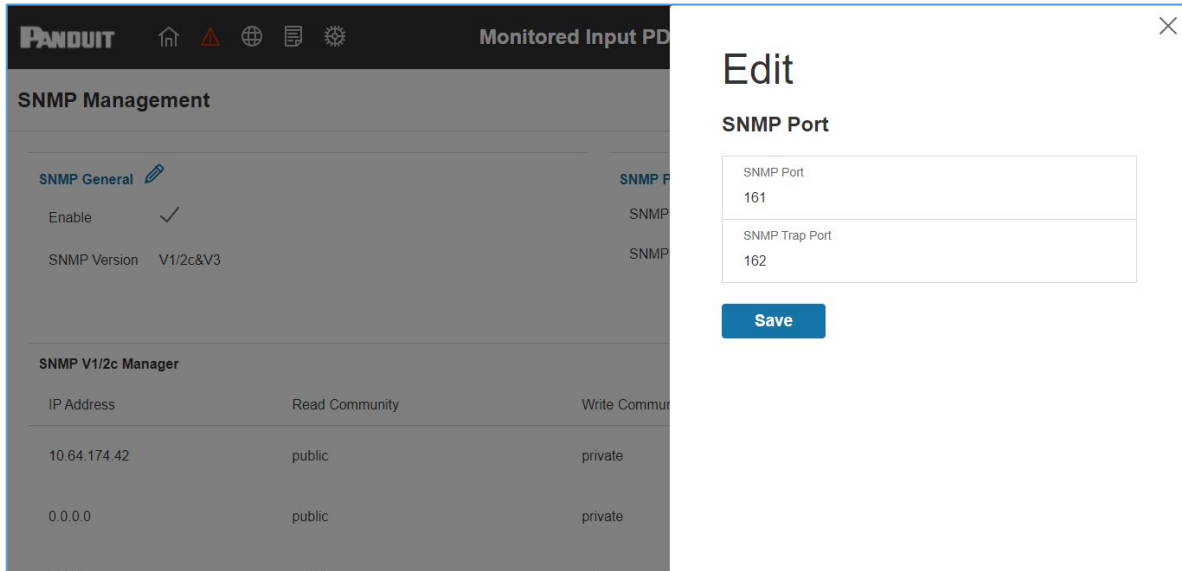 PANDUIT
Monitored Input PD
SNMP Management
SNMP General
Enable
SNMP Version V1/2c&V3
SNMP P
SNMP
SNMP
SNMP V1/2c Manager
IP Address Read Community Write Commun
10.64.174.42 public private
0.0.0.0 public private
Edit
SNMP Port
SNMP Port
161
SNMP Trap Port
162
Save